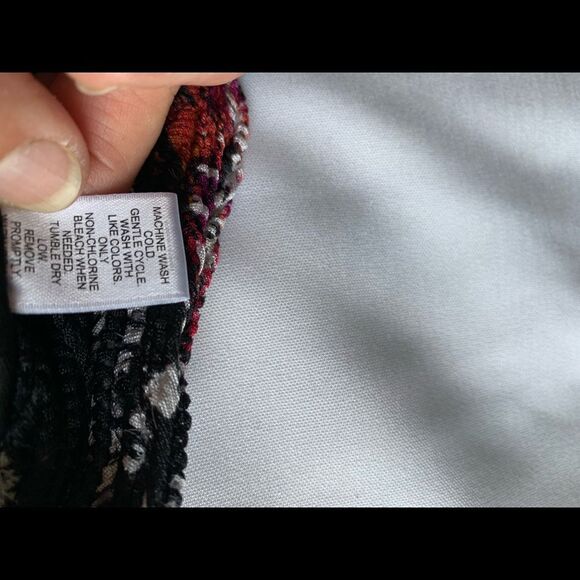 MACHINE WASH
COLD
GENTLE CYCLE.
WASH WITH
LIKE COLORS.
ONLY
NON-CHLORINE
BLEACH WHEN
NEEDED.
TUMBLE DRY
LOW.
REMOVE
PROMPTLY